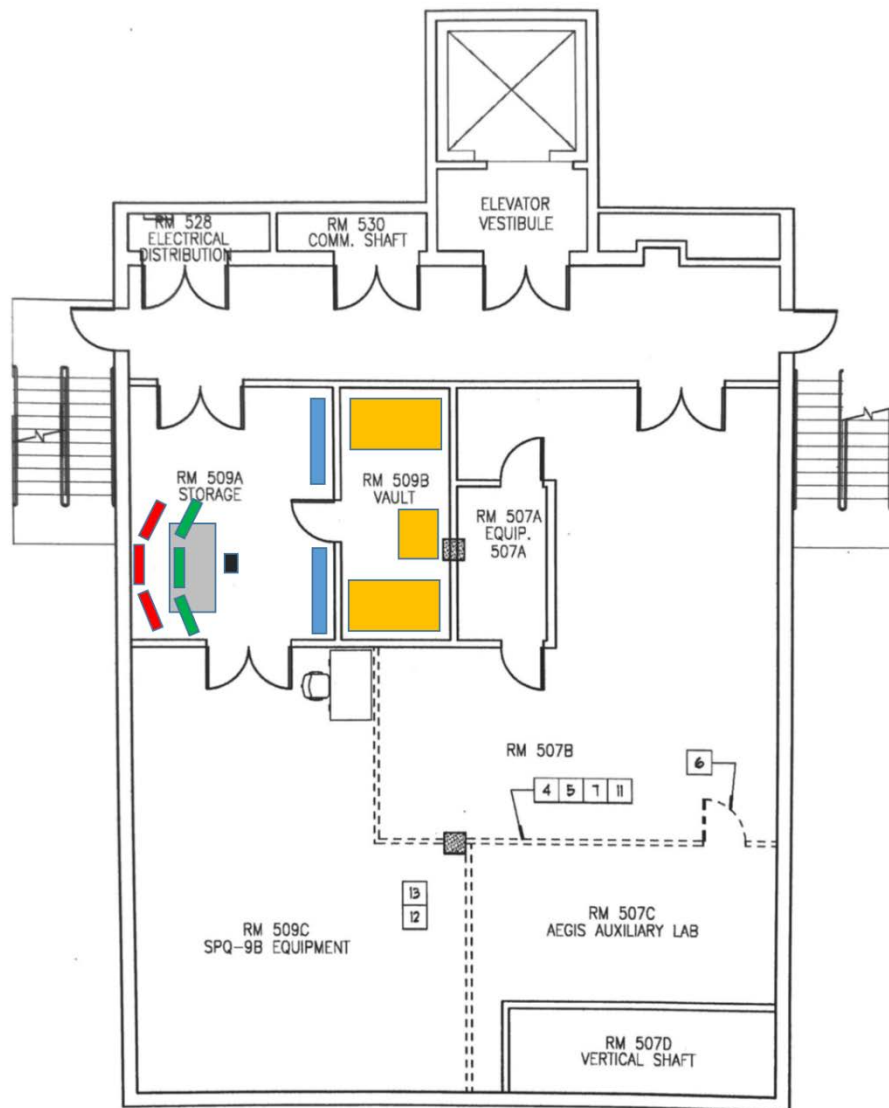 RM 528
ELECTRICAL
DISTRIBUTION
RM 530
COMM. SHAFT
ELEVATOR
VESTIBULE
RM 509A
STORAGE
RM 509B
VAULT
RM 507A
EQUIP.
507A
RM 507B
6
4 5 7 11
13
12
RM 509C
SPQ-9B EQUIPMENT
RM 507C
AEGIS AUXILIARY LAB
RM 507D
VERTICAL SHAFT